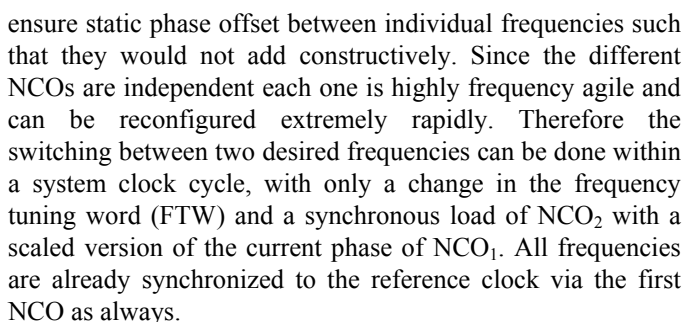 ensure static phase offset between individual frequencies such
that they would not add constructively. Since the different
NCOs are independent each one is highly frequency agile and
can be reconfigured extremely rapidly. Therefore the
switching between two desired frequencies can be done within
a system clock cycle, with only a change in the frequency
tuning word (FTW) and a synchronous load of NCO₂ with a
scaled version of the current phase of NCO₁. All frequencies
are already synchronized to the reference clock via the first
NCO as always.